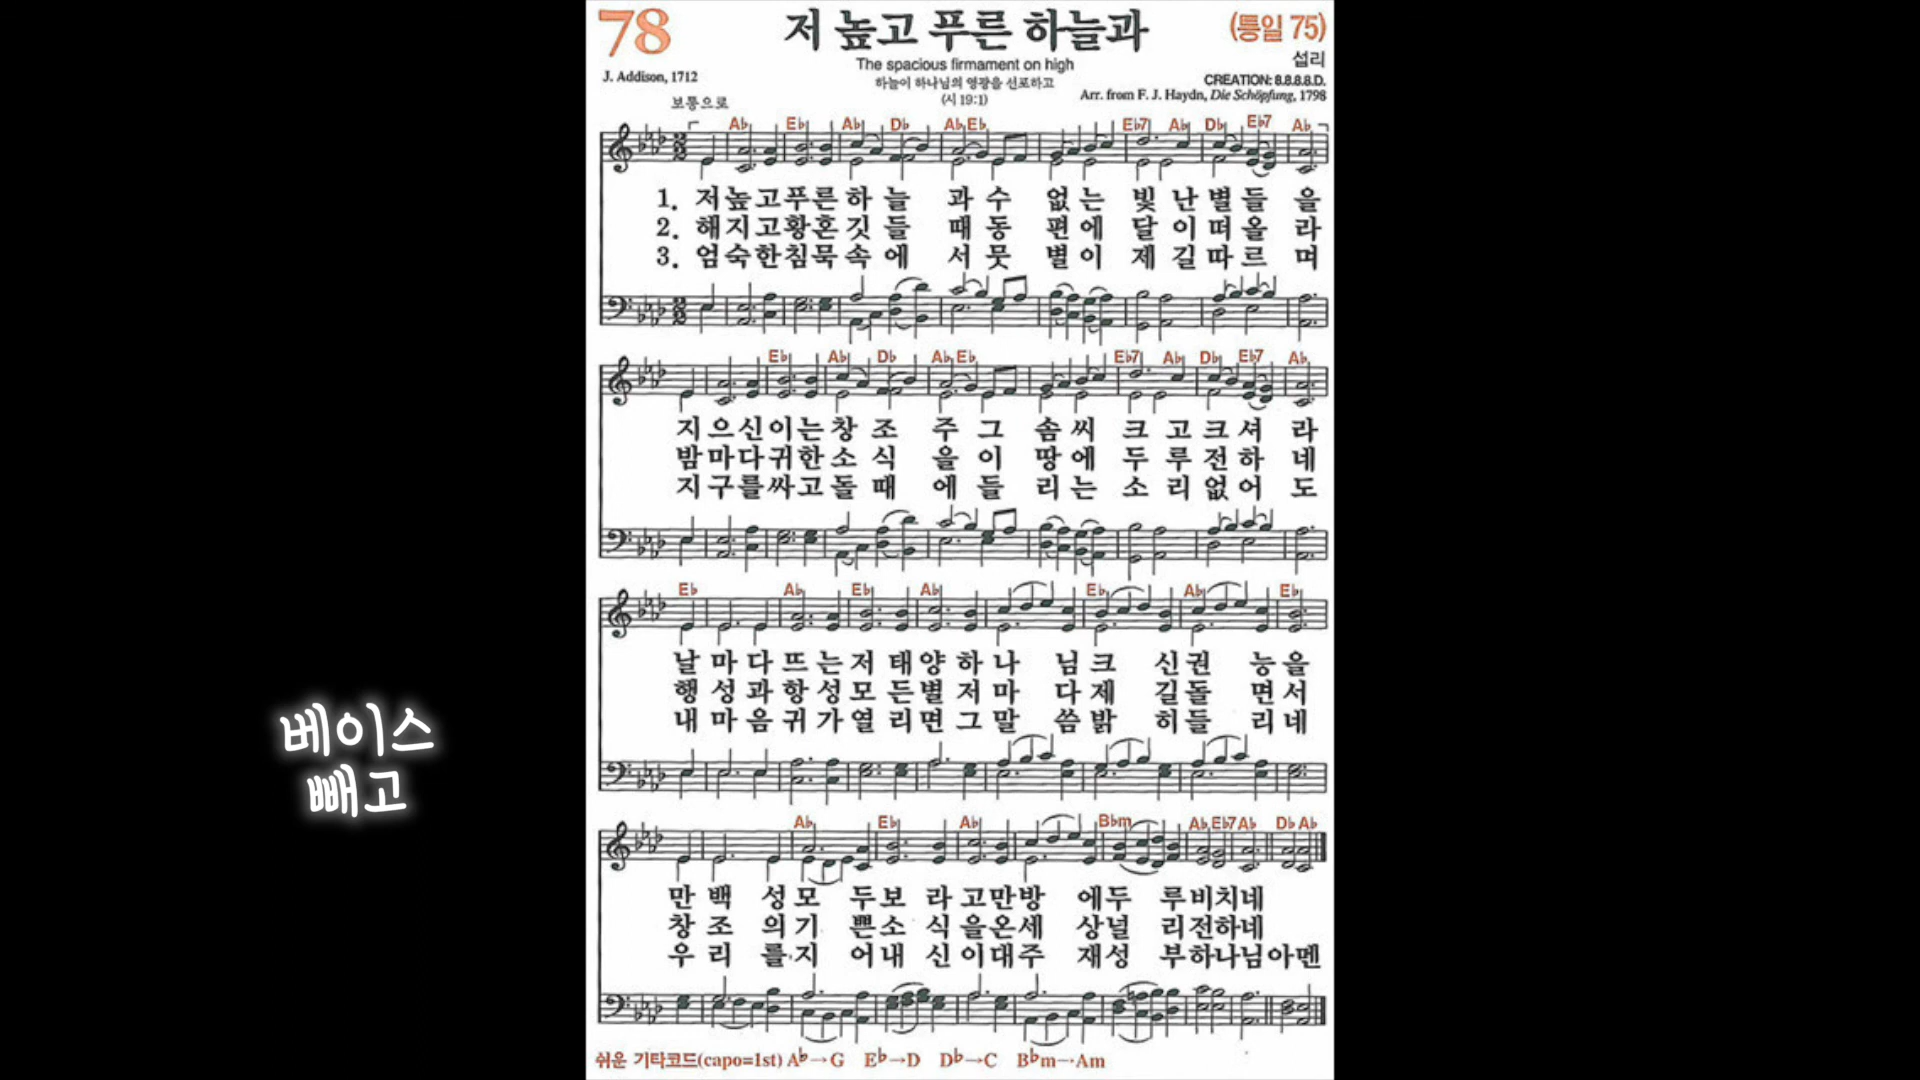 78
저 높고 푸른 하늘과
(통일 75)
The spacious firmament on high
섭리
J. Addison, 1712
하늘이 하나님의 영광을 선포하고
CREATION: 8.8.8.8.D.
(시 19:1)
Arr. from F. J. Haydn, Die Schöpfung, 1798
보통으로
A♭ E♭ A♭ D♭ A♭ E♭ E♭7 A♭ D♭ E♭7 A♭
1. 저높고푸른하 늘 과 수 없 는 빛 난 별 들 을
2. 해지고황혼깃 들 때 동 편 에 달 이 떠 올 라
3. 엄숙한침묵속 에 서 뭇 별 이 제 길 따 르 며
E♭ A♭ D♭ A♭ E♭ E♭7 A♭ D♭ E♭7 A♭
지으신이는창 조 주 그 솜 씨 크 고 크 셔 라
밤마다귀한소 식 을 이 땅 에 두 루 전 하 네
지구를싸고돌 때 에 들 리 는 소 리 없 어 도
E♭ A♭ E♭ A♭ E♭ A♭ E♭
날 마 다 뜨 는 저 태 양 하 나 님 크 신 권 능 을
행 성 과 항 성 모 든 별 저 마 다 제 길 돌 면 서
내 마 음 귀 가 열 리 면 그 말 씀 밝 히 들 리 네
베이스
빼고
A♭ E♭ A♭ B♭m A♭ E♭7 A♭ D♭ A♭
만 백 성 모 두 보 라 고 만 방 에 두 루 비 치 네
창 조 의 기 쁜 소 식 을 온 세 상 널 리 전 하 네
우 리 를 지 어 내 신 이 대 주 재 성 부 하 나 님 아 멘
쉬운 기타코드(capo=1st) A♭→G E♭→D D♭→C B♭m→Am